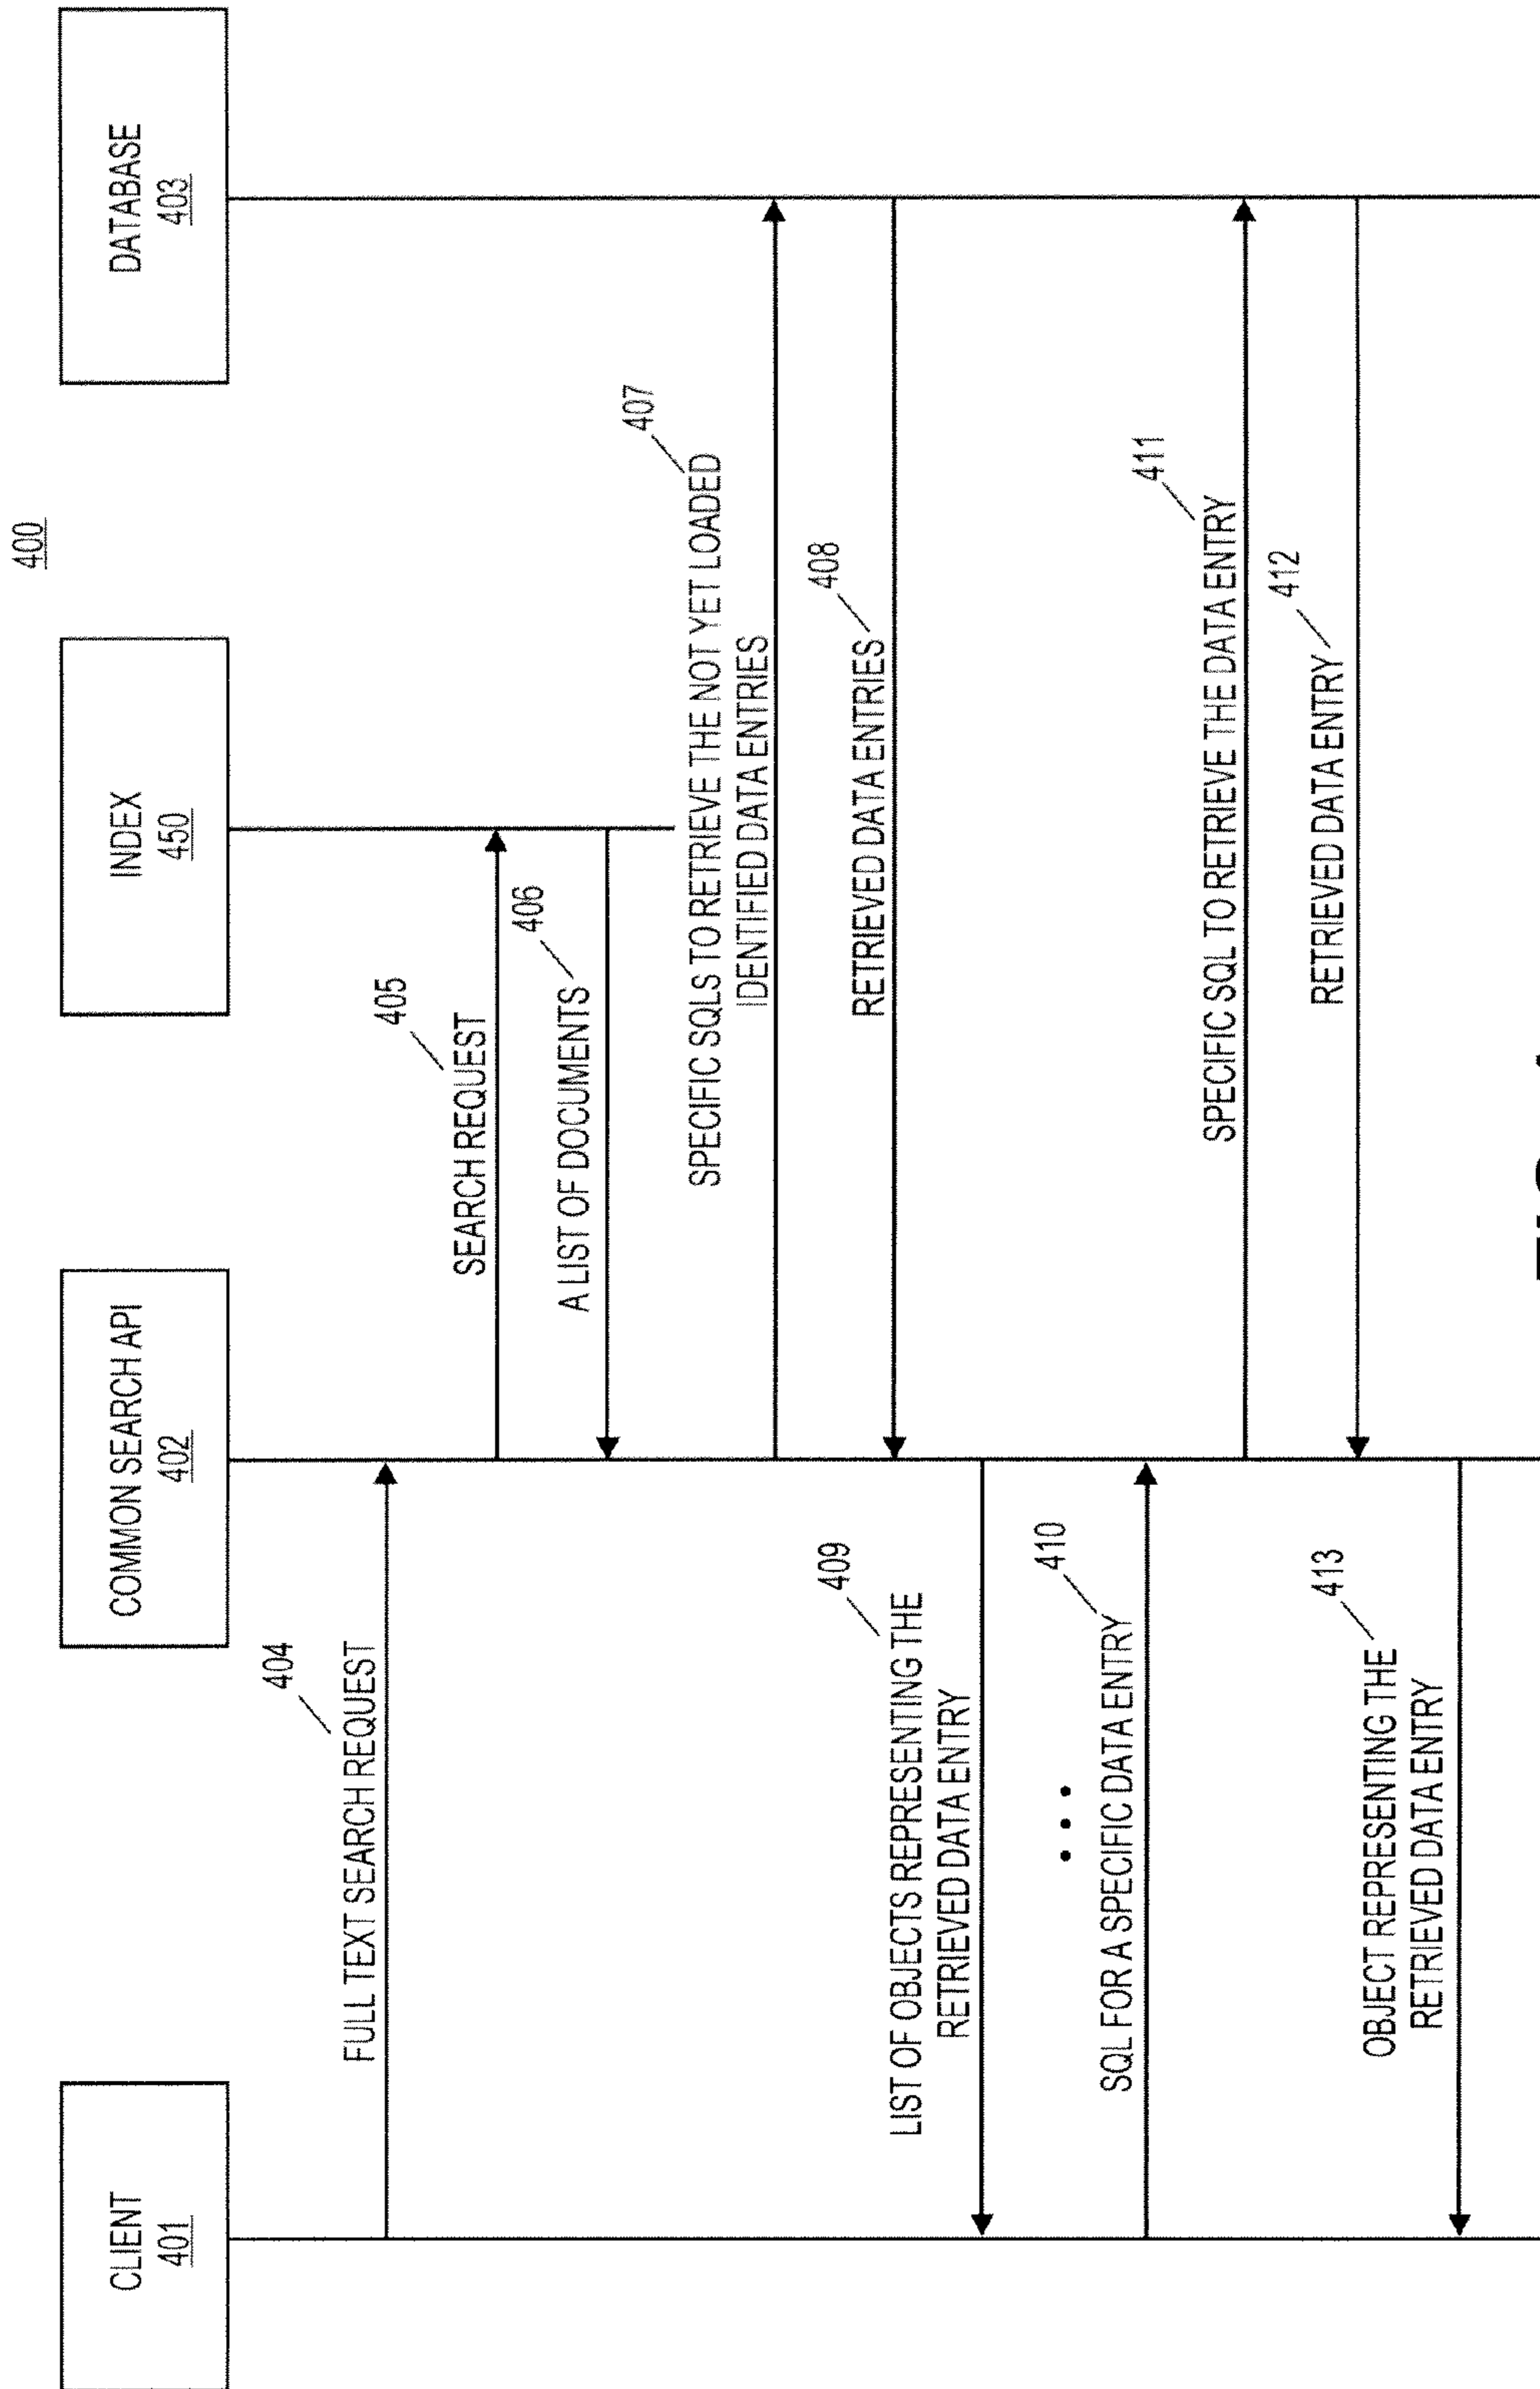 400
CLIENT
401
COMMON SEARCH API
402
INDEX
450
DATABASE
403
404
FULL TEXT SEARCH REQUEST
405
SEARCH REQUEST
406
A LIST OF DOCUMENTS
407
SPECIFIC SQLS TO RETRIEVE THE NOT YET LOADED
IDENTIFIED DATA ENTRIES
408
RETRIEVED DATA ENTRIES
409
LIST OF OBJECTS REPRESENTING THE
RETRIEVED DATA ENTRY
410
SQL FOR A SPECIFIC DATA ENTRY
411
SPECIFIC SQL TO RETRIEVE THE DATA ENTRY
412
RETRIEVED DATA ENTRY
413
OBJECT REPRESENTING THE
RETRIEVED DATA ENTRY